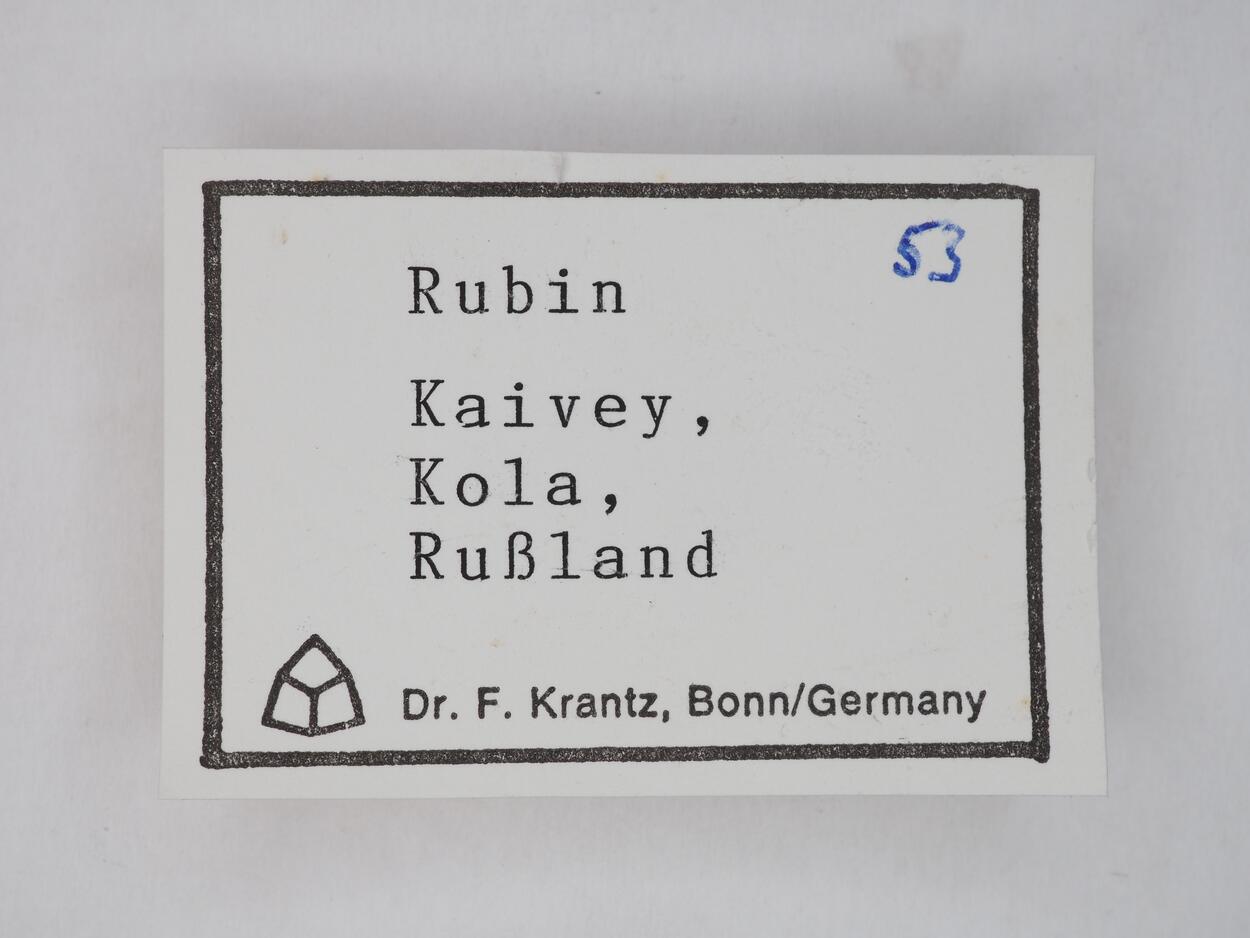 53
Rubin
Kaivey,
Kola,
Rußland
Dr. F. Krantz, Bonn/Germany